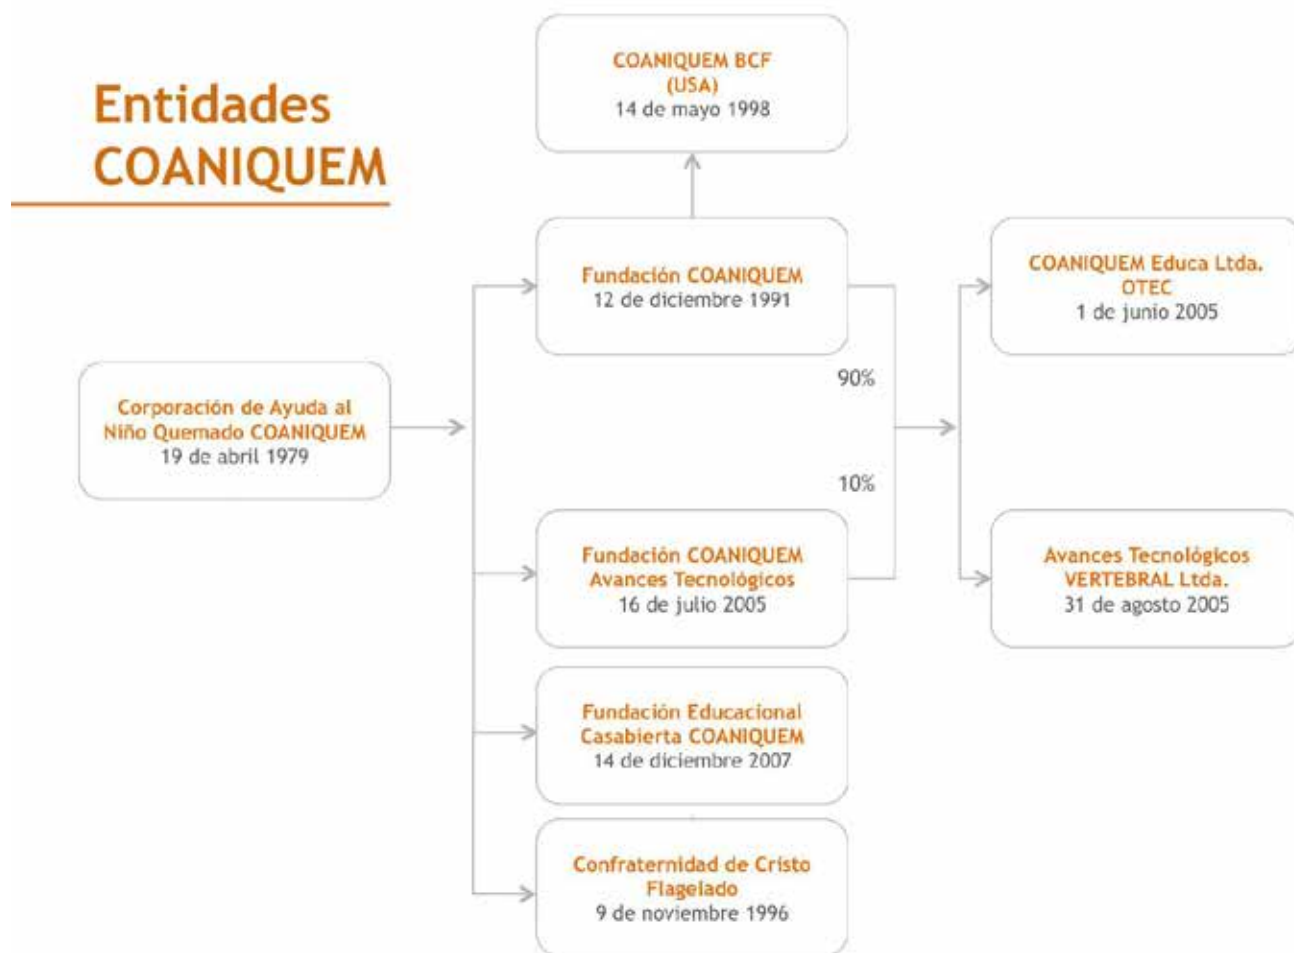 Entidades
COANIQUEM
COANIQUEM BCF
(USA)
14 de mayo 1998
Fundación COANIQUEM
12 de diciembre 1991
COANIQUEM Educa Ltda.
OTEC
1 de junio 2005
90%
Corporación de Ayuda al
Niño Quemado COANIQUEM
19 de abril 1979
10%
Fundación COANIQUEM
Avances Tecnológicos
16 de julio 2005
Avances Tecnológicos
VERTEBRAL Ltda.
31 de agosto 2005
Fundación Educacional
Casabierta COANIQUEM
14 de diciembre 2007
Confraternidad de Cristo
Flagelado
9 de noviembre 1996